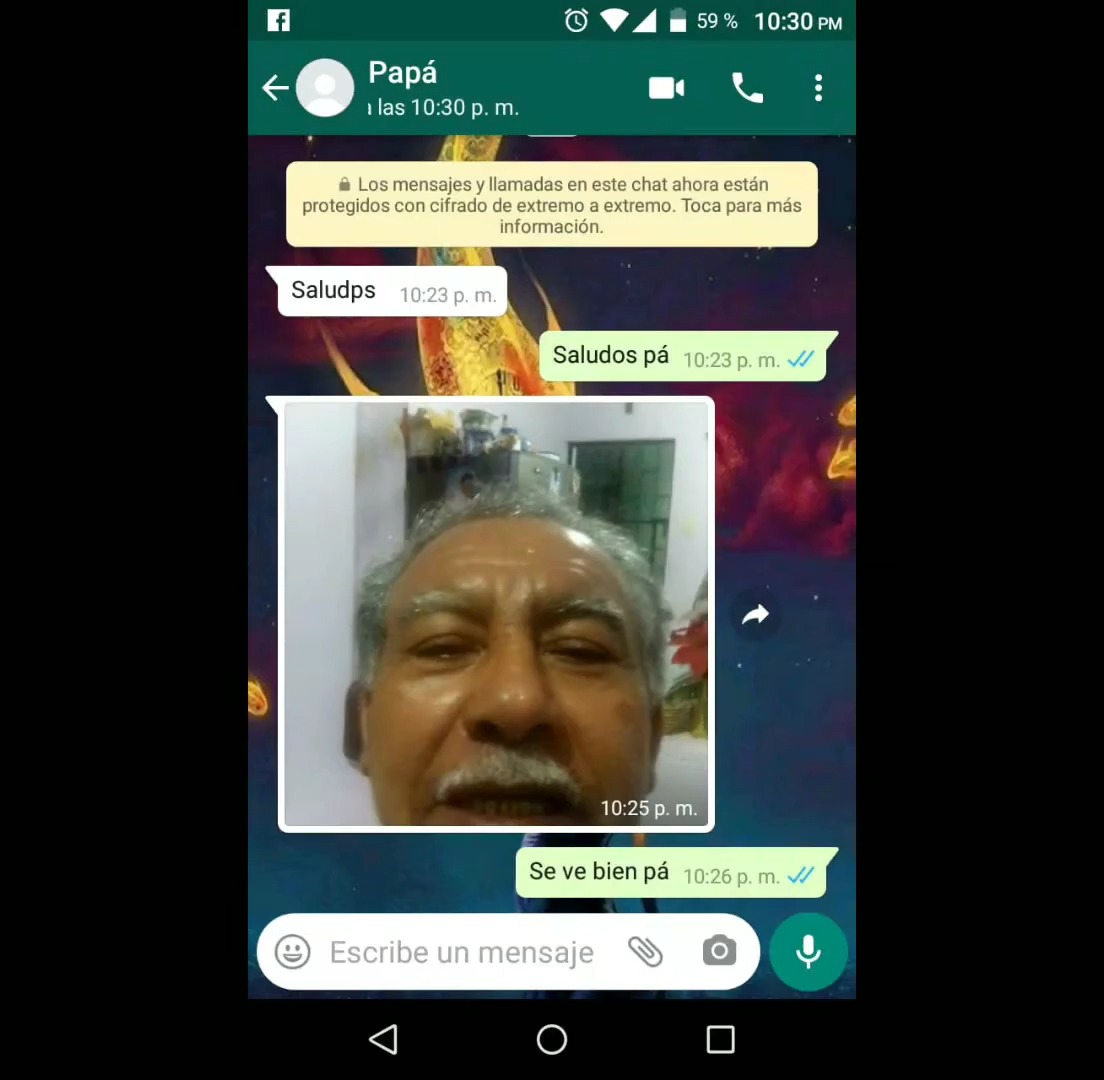 59 % 10:30 PM
Papá
a las 10:30 p. m.
Los mensajes y llamadas en este chat ahora están
protegidos con cifrado de extremo a extremo. Toca para más
información.
Saludps 10:23 p. m.
Saludos pá 10:23 p. m.
10:25 p. m.
Se ve bien pá 10:26 p. m.
Escribe un mensaje